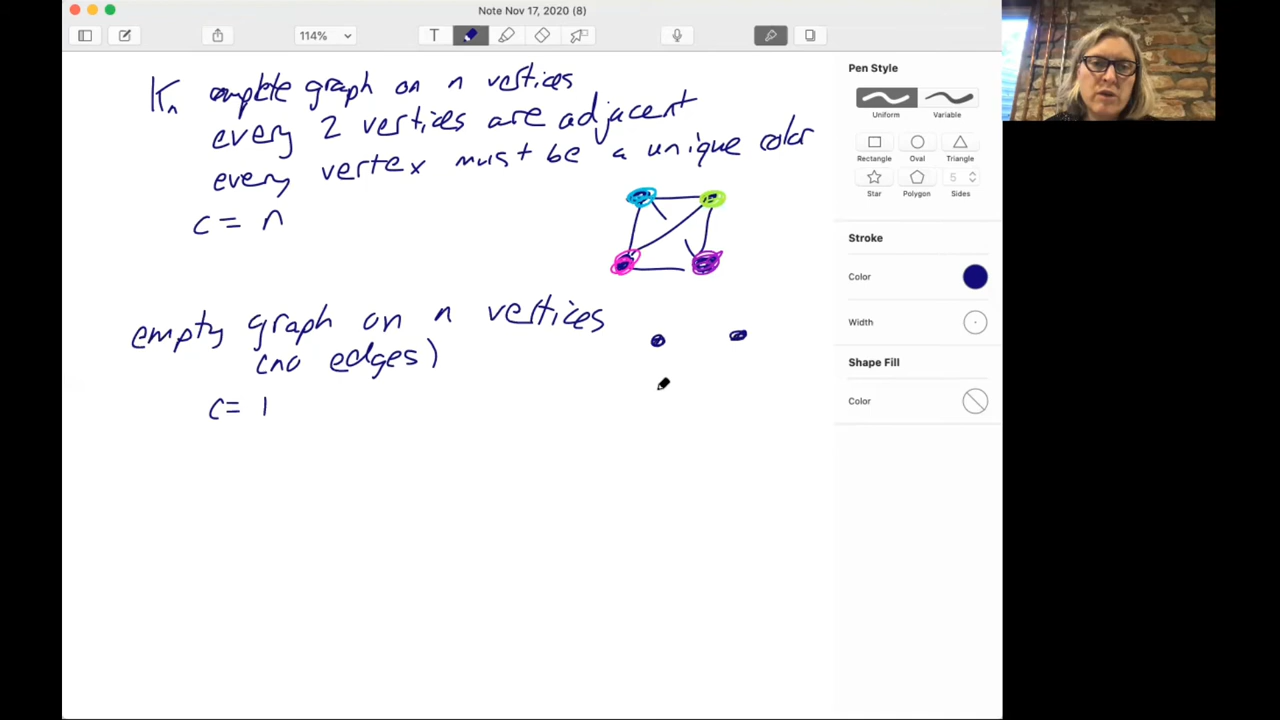 Note Nov 17, 2020 (8)
114%
T
Kn complete graph on n vertices
every 2 vertices are adjacent
every vertex must be a unique color
c = n
empty graph on n vertices
(no edges)
c = 1
Pen Style
Uniform Variable
Rectangle Oval Triangle
5
Star Polygon Sides
Stroke
Color
Width
Shape Fill
Color